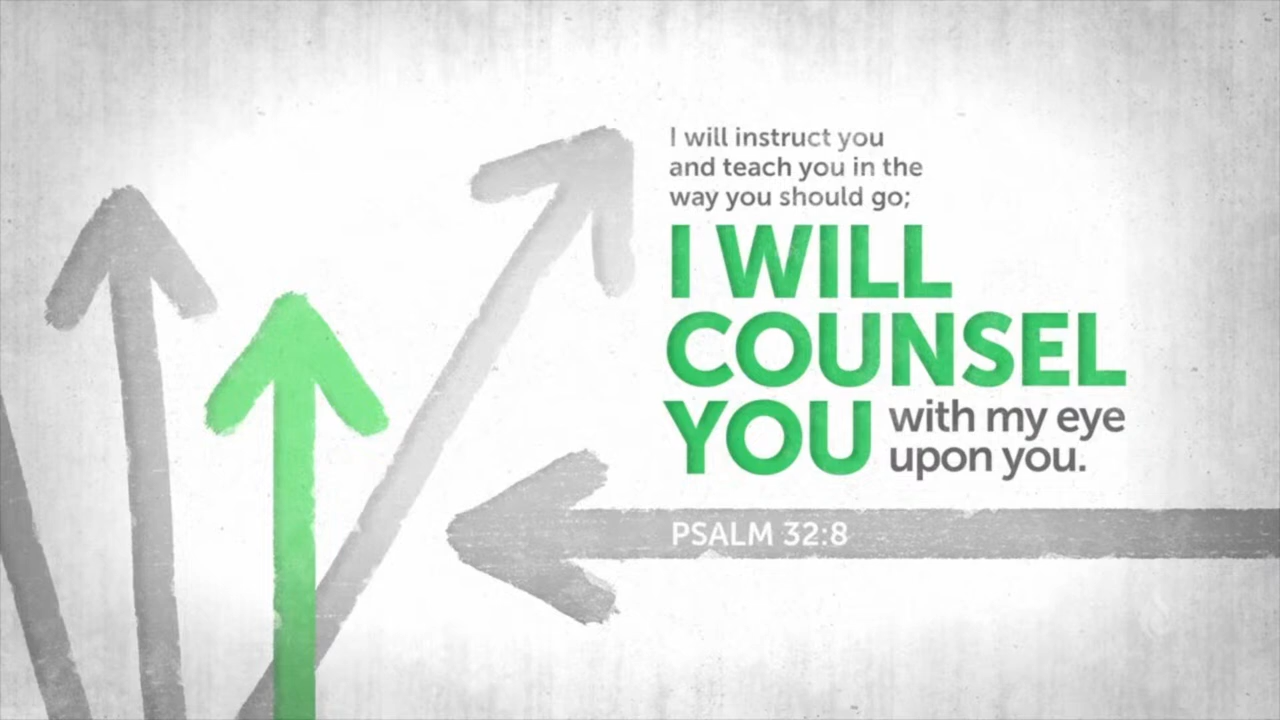 I will instruct you
and teach you in the
way you should go;
I WILL
COUNSEL
YOU with my eye
upon you.
PSALM 32:8